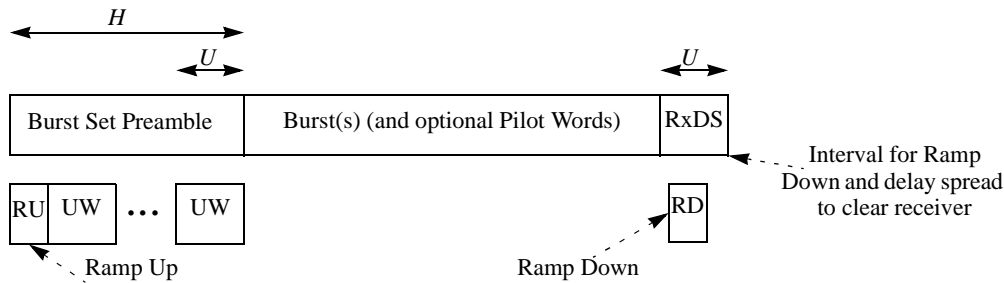 H
U
U
Burst Set Preamble
Burst(s) (and optional Pilot Words)
RxDS
Interval for Ramp
Down and delay spread
to clear receiver
RU
UW
•••
UW
RD
Ramp Up
Ramp Down